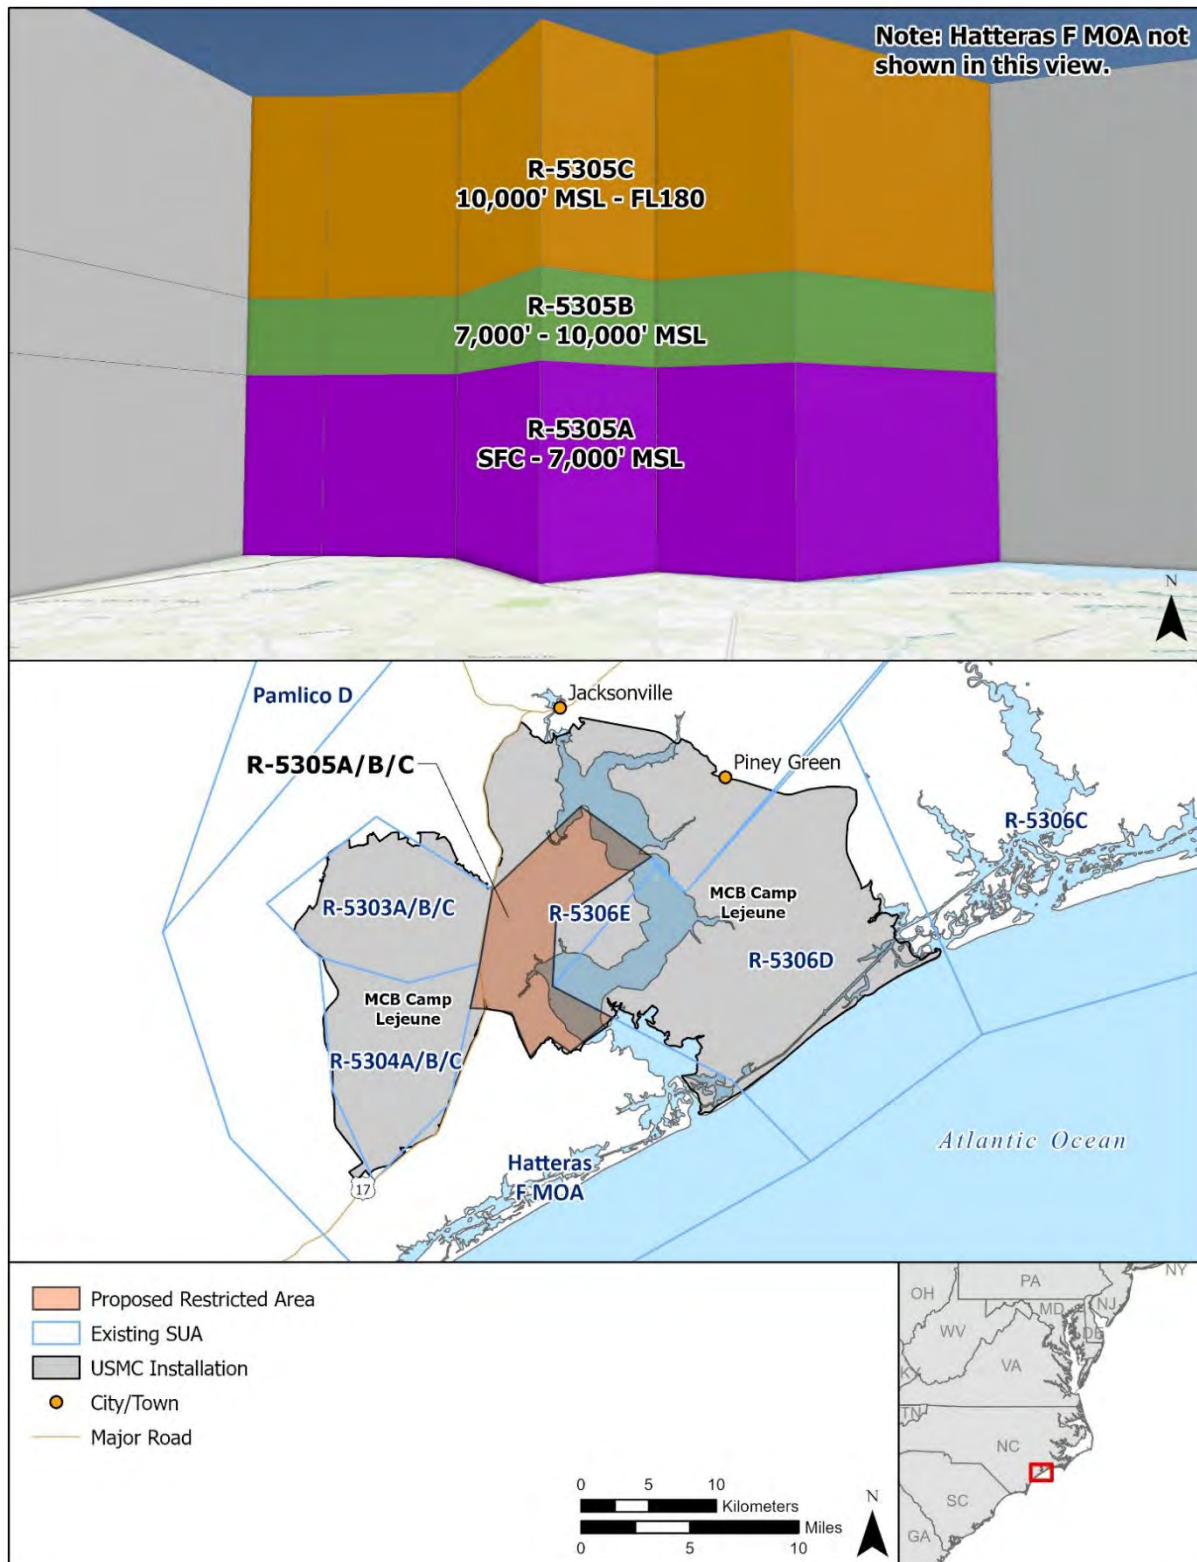 Note: Hatteras F MOA not
shown in this view.
R-5305C
10,000' MSL - FL180
R-5305B
7,000' - 10,000' MSL
R-5305A
SFC - 7,000' MSL
N
Pamlico D
Jacksonville
R-5305A/B/C
Piney Green
R-5306C
R-5303A/B/C
R-5306E
MCB Camp
Lejeune
R-5306D
MCB Camp
Lejeune
R-5304A/B/C
Atlantic Ocean
Hatteras
F MOA
17
Proposed Restricted Area
Existing SUA
USMC Installation
City/Town
Major Road
0 5 10
Kilometers
Miles
0 5 10
N
NY
PA
OH
NJ
MD
DE
WV
KY
VA
TN
NC
SC
GA